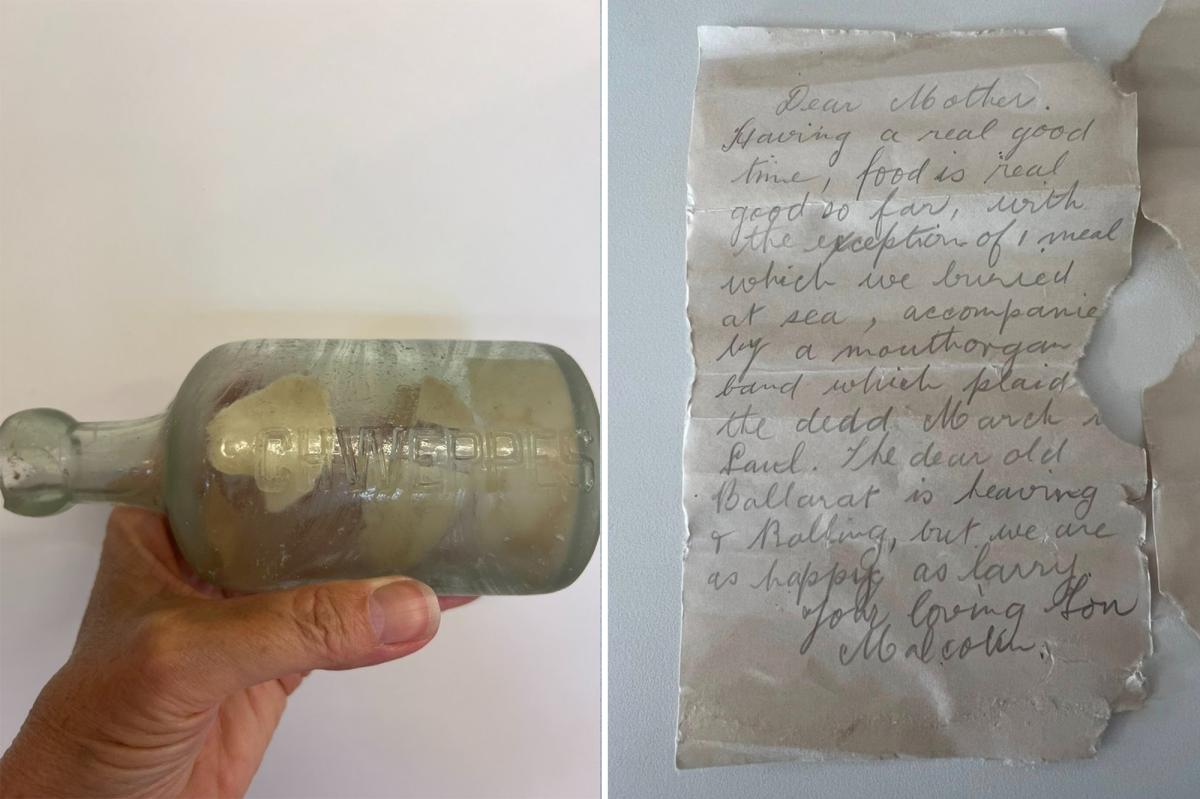 SCHWEPPES
Dear Mother.
Having a real good
time, food is real
good so far, with
the exception of 1 meal
which we buried
at sea, accompanie
by a mouthorgan
band which plaid
the dedd March
Saul. The dear old
Ballarat is heaving
& Balling, but we are
as happy as larry.
Your loving Son
Malcolm.